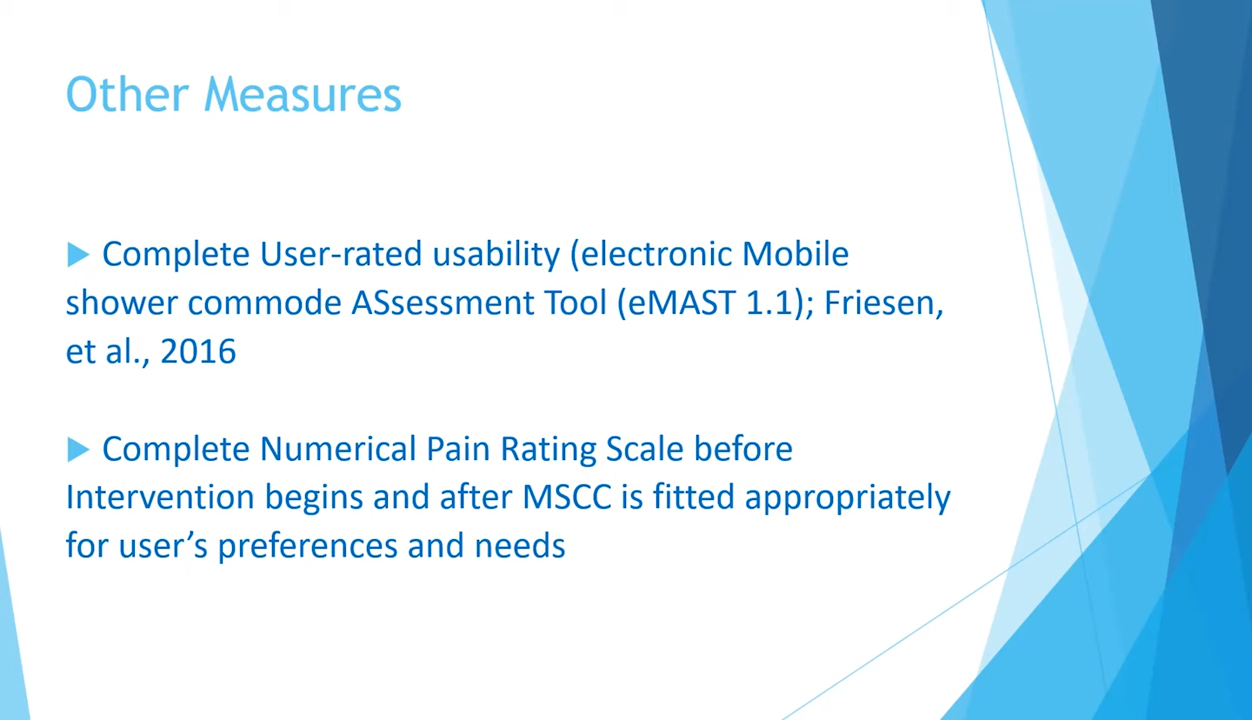 Other Measures
Complete User-rated usability (electronic Mobile
shower commode ASsessment Tool (eMAST 1.1); Friesen,
et al., 2016
Complete Numerical Pain Rating Scale before
Intervention begins and after MSCC is fitted appropriately
for user’s preferences and needs